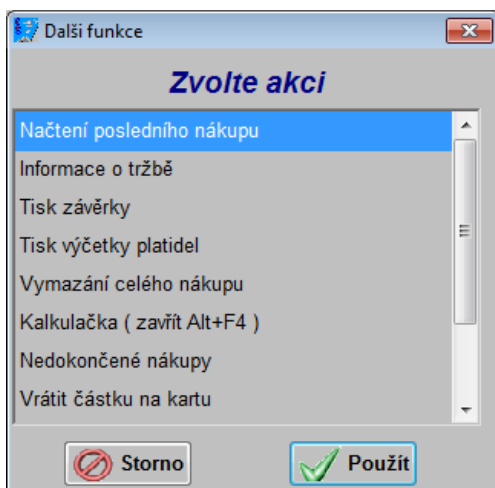 Další funkce
Zvolte akci
Načtení posledního nákupu
Informace o tržbě
Tisk závěrky
Tisk výčetky platidel
Vymazání celého nákupu
Kalkulačka ( zavřít Alt+F4 )
Nedokončené nákupy
Vrátit částku na kartu
Storno
Použít